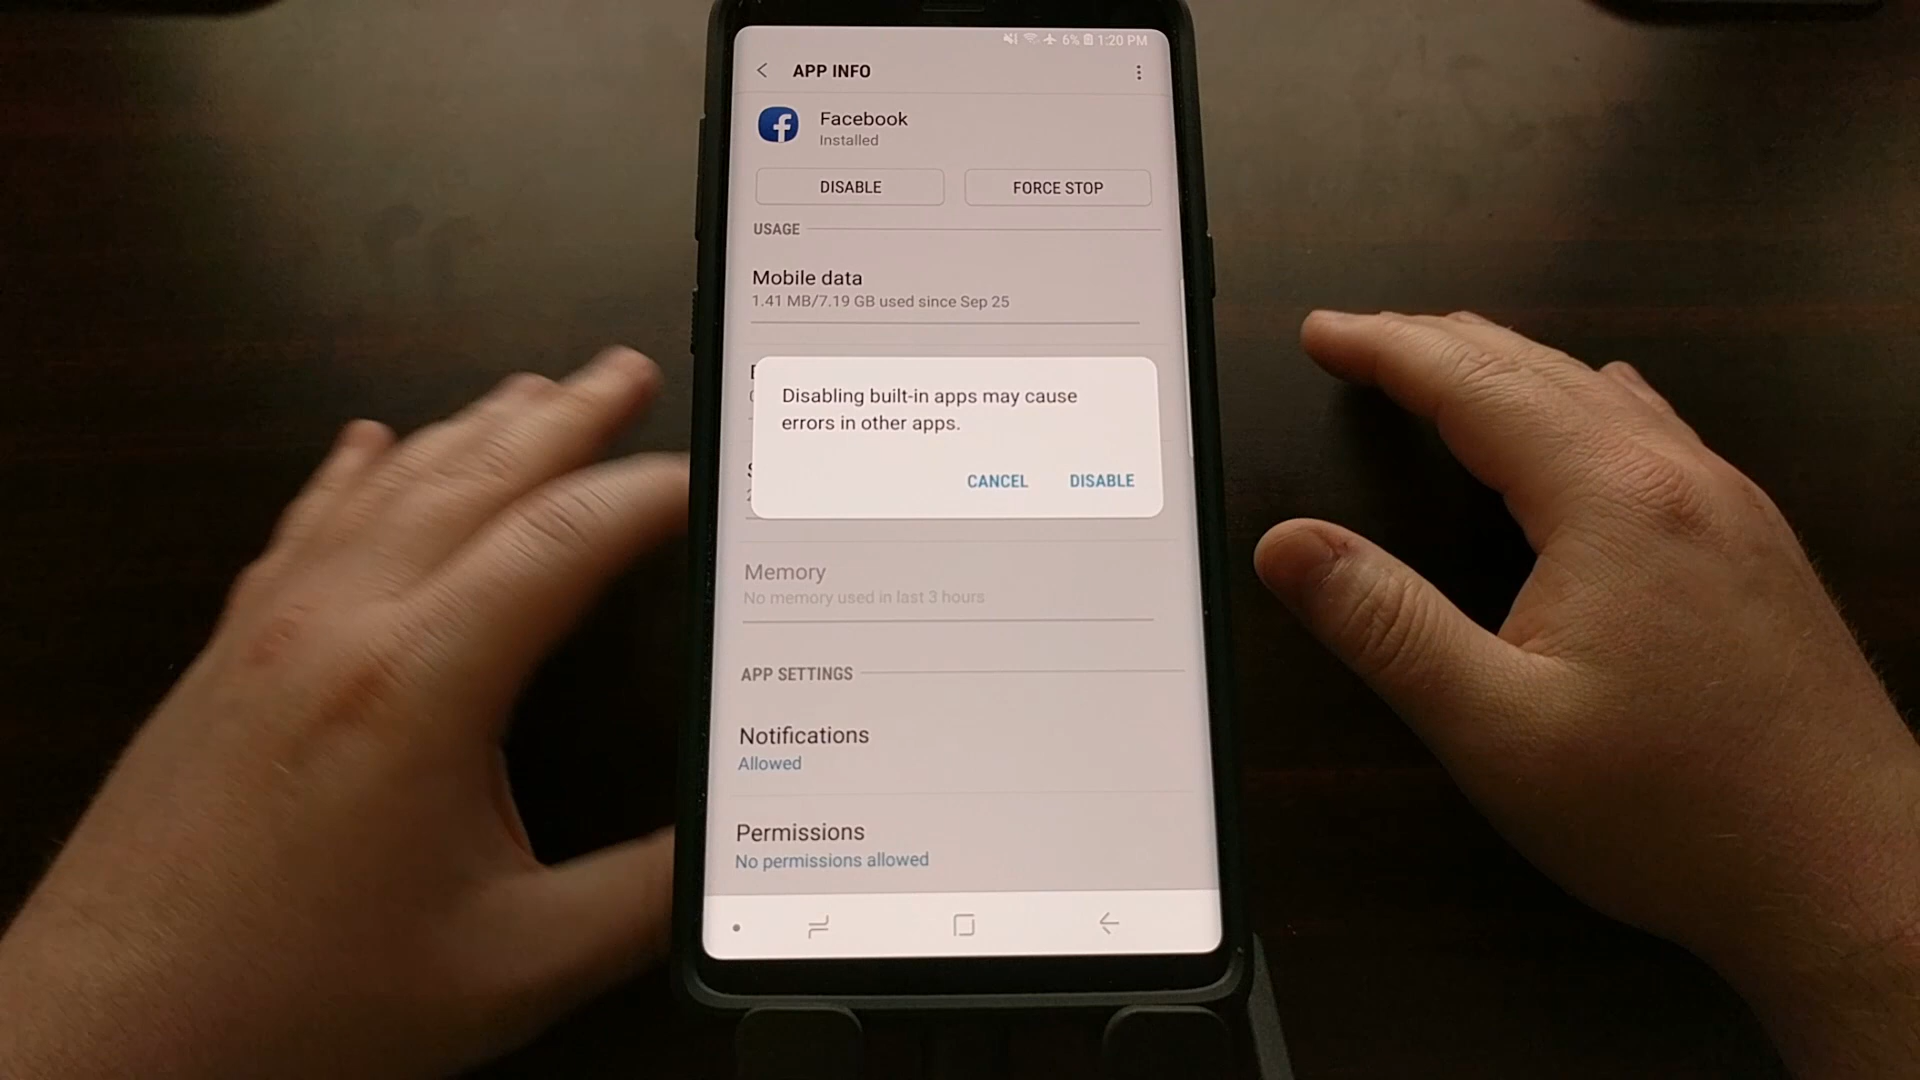 6% 1:20 PM
APP INFO
Facebook
Installed
DISABLE
FORCE STOP
USAGE
Mobile data
1.41 MB/7.19 GB used since Sep 25
Disabling built-in apps may cause
errors in other apps.
CANCEL
DISABLE
Memory
No memory used in last 3 hours
APP SETTINGS
Notifications
Allowed
Permissions
No permissions allowed